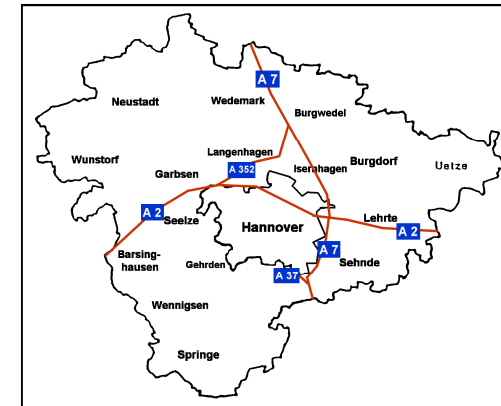 A 7
Neustadt
Wedemark
Burgwedel
Langenhagen
Wunstorf
Garbsen
A 352
Isernhagen
Burgdorf
Uetze
A 2
Seelze
Hannover
Lehrte
A 2
Barsing-
hausen
Gehrden
A 7
Sehnde
A 37
Wennigsen
Springe